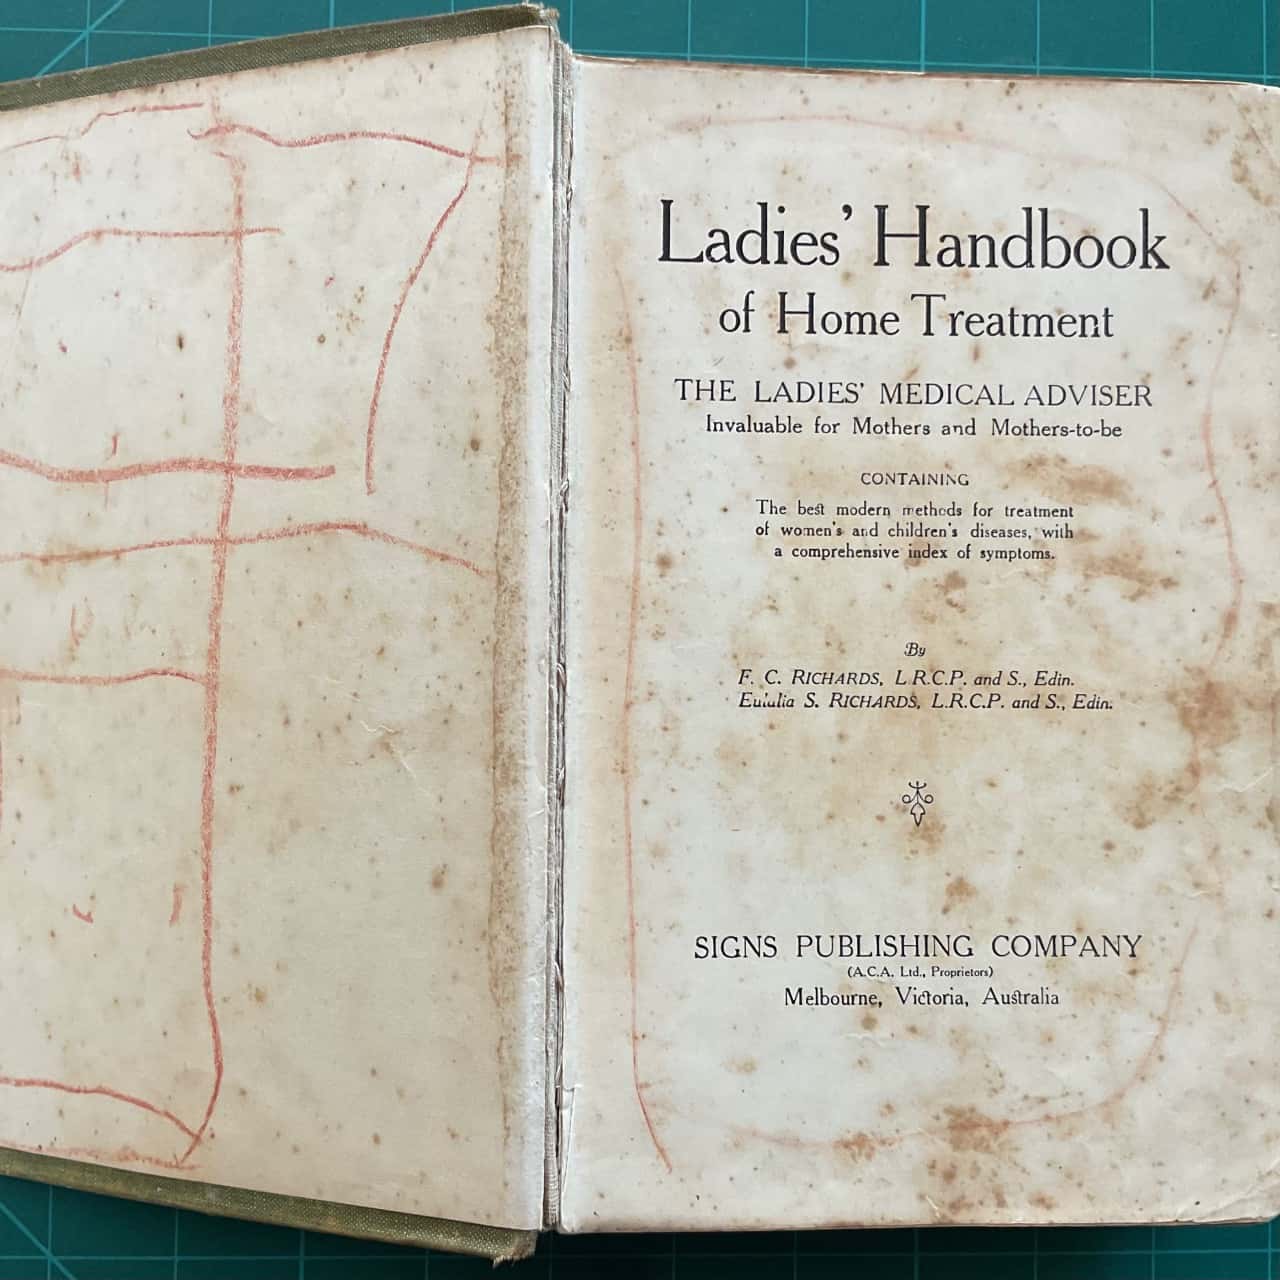 Ladies' Handbook
of Home Treatment
THE LADIES' MEDICAL ADVISER
Invaluable for Mothers and Mothers-to-be
CONTAINING
The best modern methods for treatment
of women's and children's diseases, with
a comprehensive index of symptoms.
By
F. C. RICHARDS, L R.C.P. and S., Edin.
Eulalia S. RICHARDS, L.R.C.P. and S., Edin.
SIGNS PUBLISHING COMPANY
(A.C.A. Ltd., Proprietors)
Melbourne, Victoria, Australia